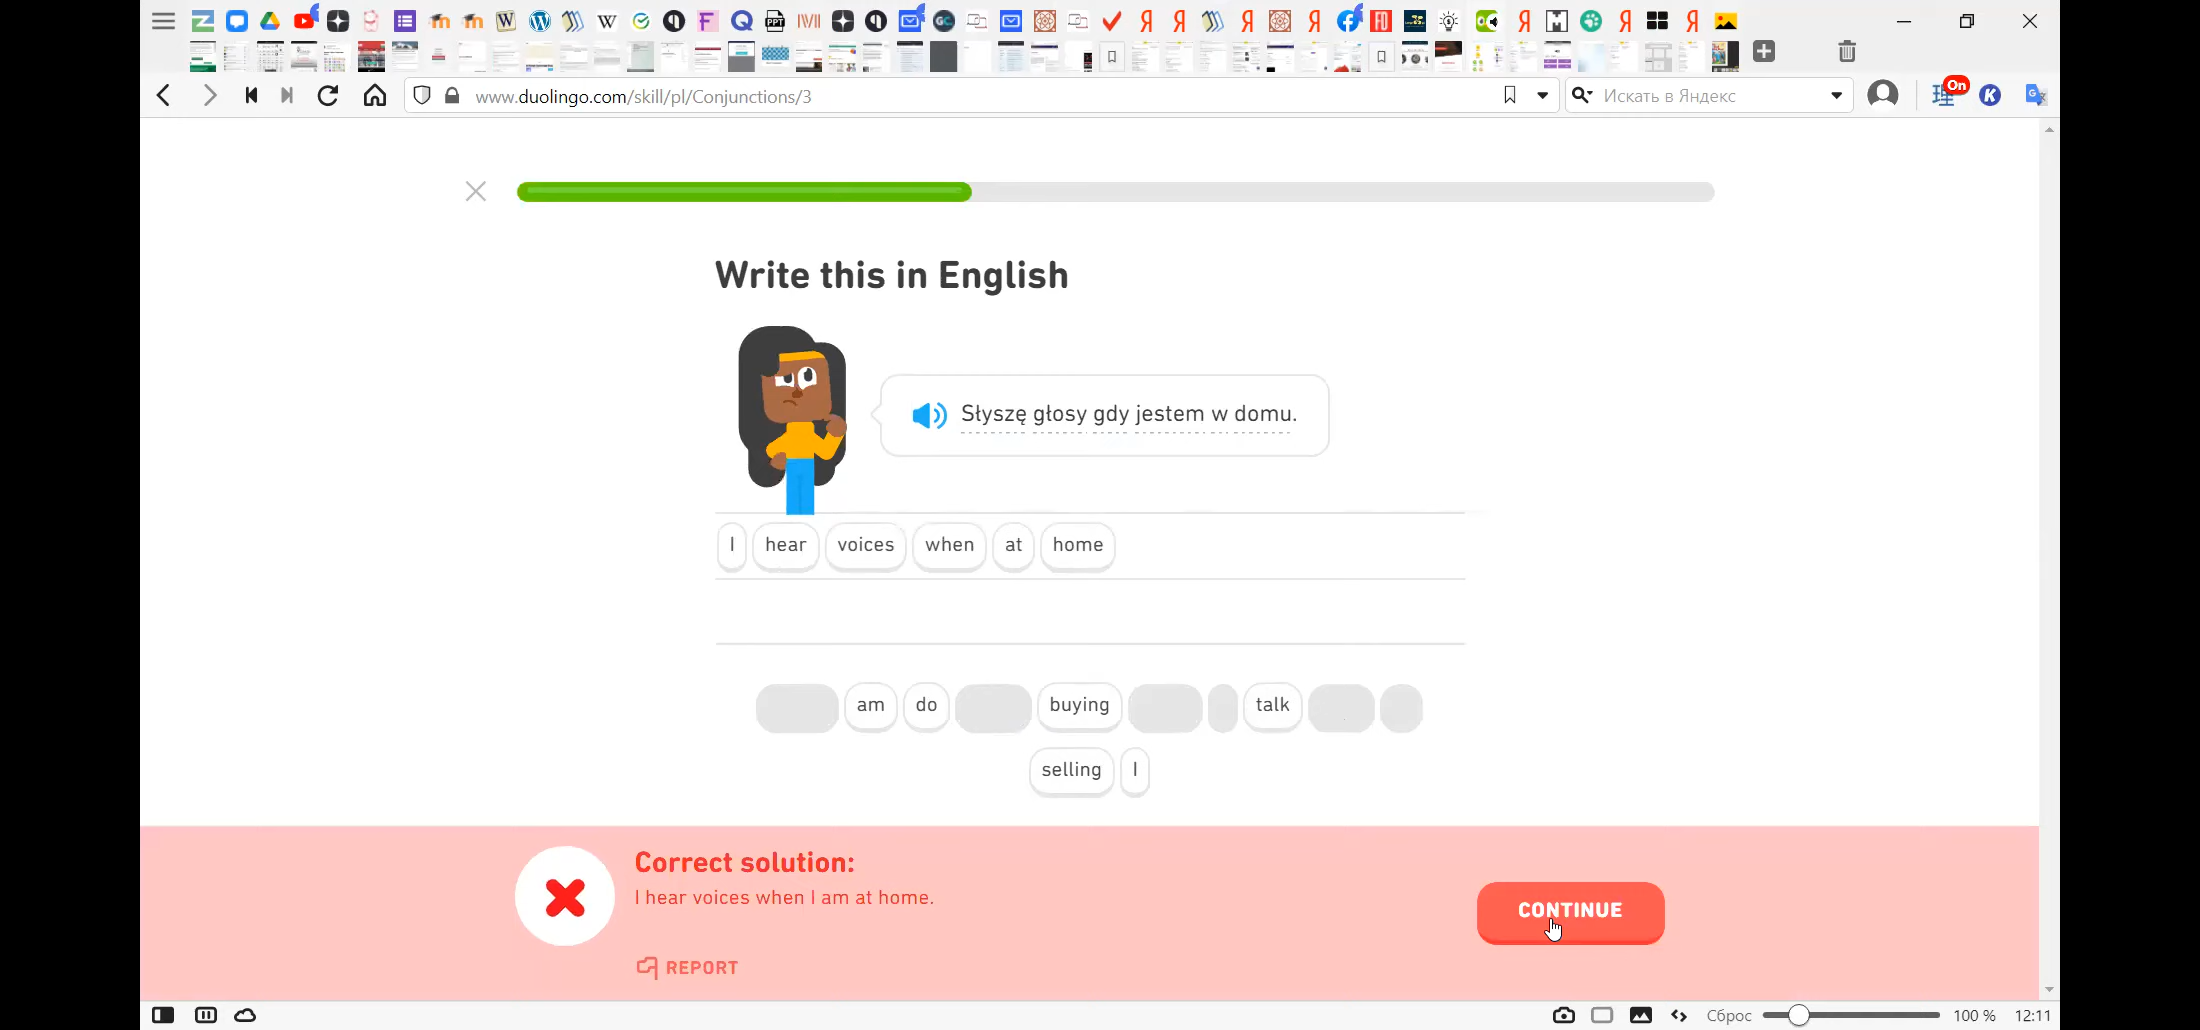 www.duolingo.com/skill/pl/Conjunctions/3
Искать в Яндекс
On
Write this in English
Słyszę głosy gdy jestem w domu.
I hear voices when at home
am do buying talk
selling I
Correct solution:
I hear voices when I am at home.
CONTINUE
REPORT
Сброс 100 % 12:11